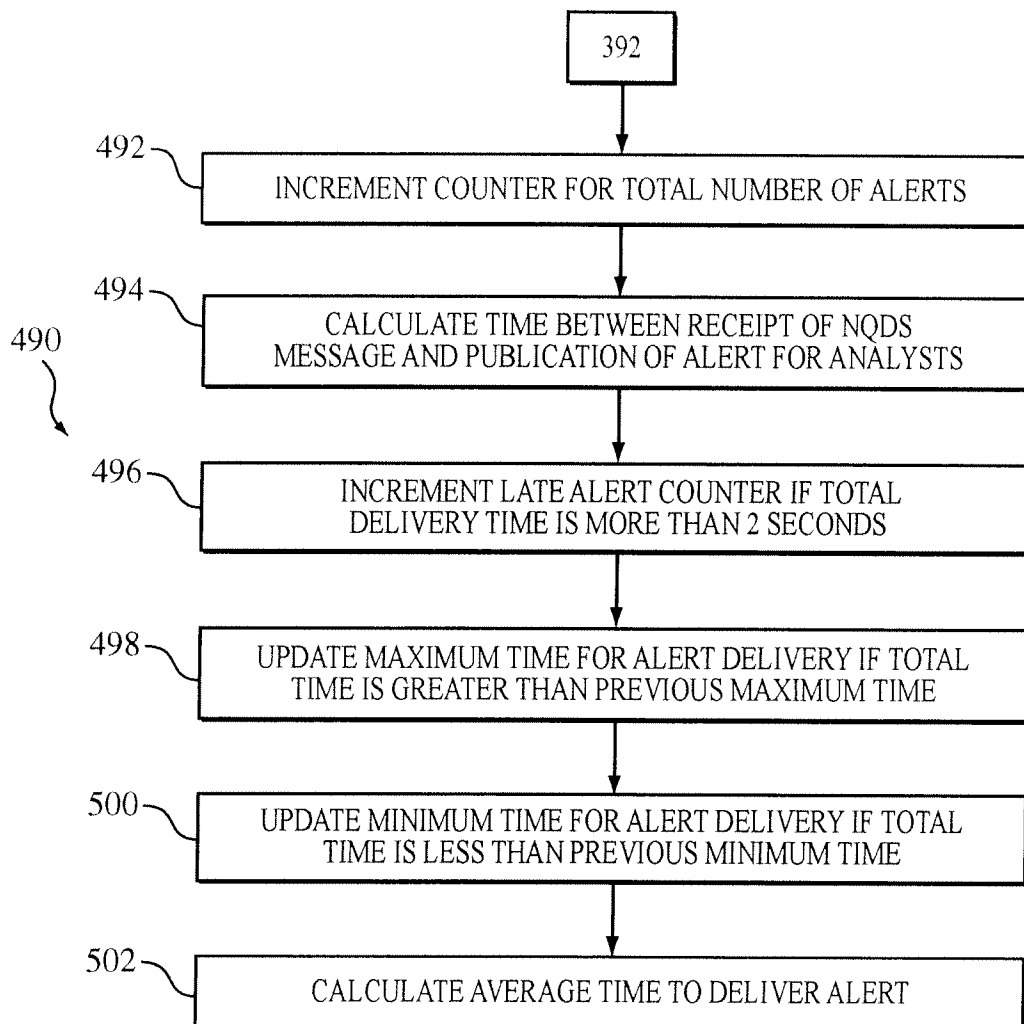 392
492
INCREMENT COUNTER FOR TOTAL NUMBER OF ALERTS
494
CALCULATE TIME BETWEEN RECEIPT OF NQDS
MESSAGE AND PUBLICATION OF ALERT FOR ANALYSTS
490
496
INCREMENT LATE ALERT COUNTER IF TOTAL
DELIVERY TIME IS MORE THAN 2 SECONDS
498
UPDATE MAXIMUM TIME FOR ALERT DELIVERY IF TOTAL
TIME IS GREATER THAN PREVIOUS MAXIMUM TIME
500
UPDATE MINIMUM TIME FOR ALERT DELIVERY IF TOTAL
TIME IS LESS THAN PREVIOUS MINIMUM TIME
502
CALCULATE AVERAGE TIME TO DELIVER ALERT